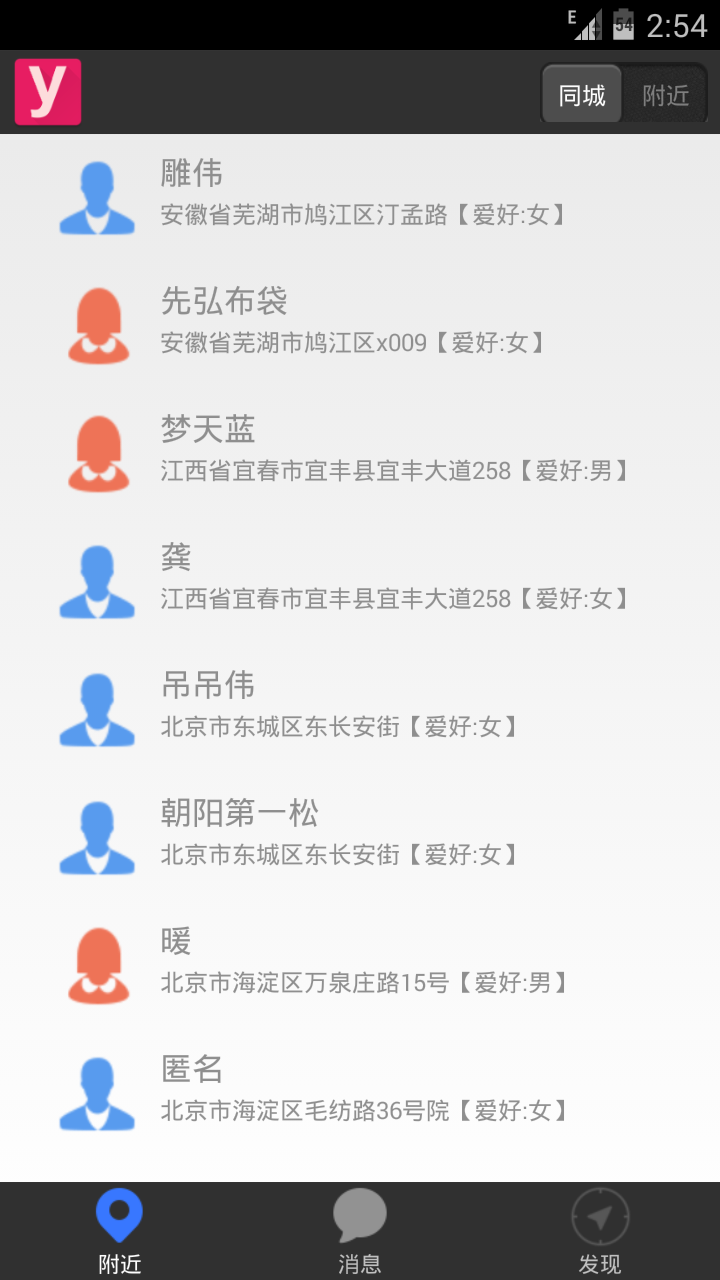 E 54 2:54
y 同城 附近
雕伟
安徽省芜湖市鸠江区汀孟路【爱好:女】
先弘布袋
安徽省芜湖市鸠江区x009【爱好:女】
梦天蓝
江西省宜春市宜丰县宜丰大道258【爱好:男】
龚
江西省宜春市宜丰县宜丰大道258【爱好:女】
吊吊伟
北京市东城区东长安街【爱好:女】
朝阳第一松
北京市东城区东长安街【爱好:女】
暖
北京市海淀区万泉庄路15号【爱好:男】
匿名
北京市海淀区毛纺路36号院【爱好:女】
附近 消息 发现